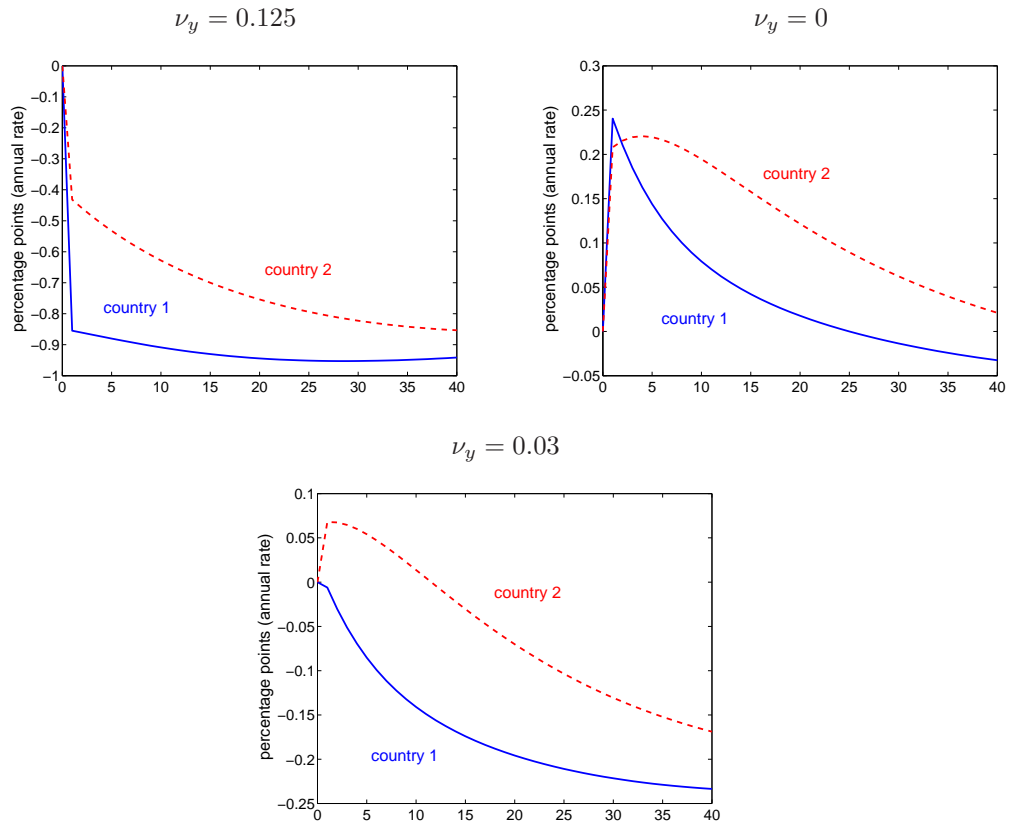 ν_y = 0.125
percentage points (annual rate)
0
−0.1
−0.2
−0.3
−0.4
−0.5
−0.6
−0.7
−0.8
−0.9
−1
country 2
country 1
0 5 10 15 20 25 30 35 40
ν_y = 0
percentage points (annual rate)
0.3
0.25
0.2
0.15
0.1
0.05
0
−0.05
country 2
country 1
0 5 10 15 20 25 30 35 40
ν_y = 0.03
percentage points (annual rate)
0.1
0.05
0
−0.05
−0.1
−0.15
−0.2
−0.25
country 2
country 1
0 5 10 15 20 25 30 35 40